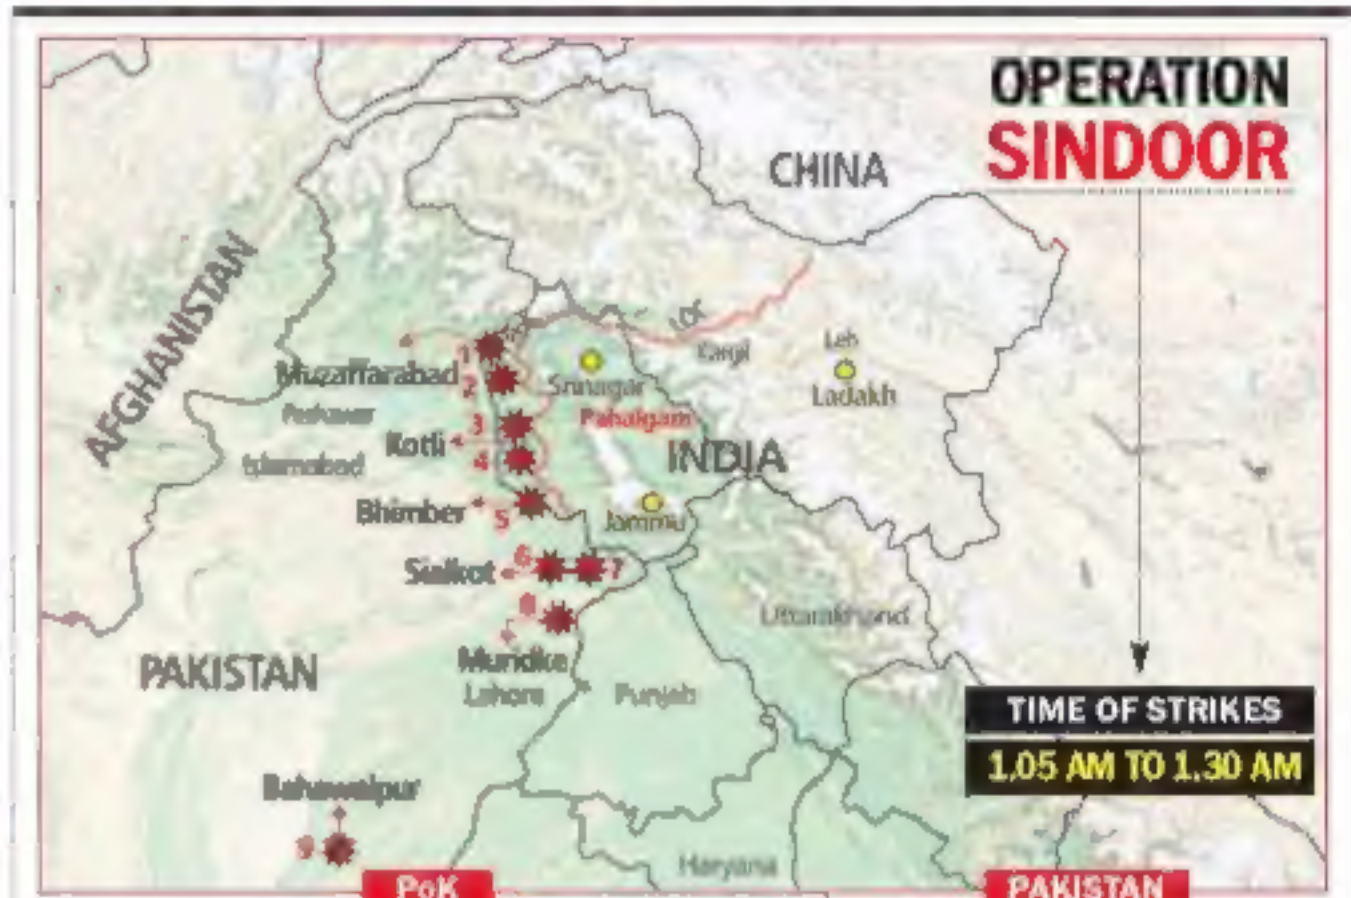 OPERATION
SINDOOR
CHINA
AFGHANISTAN
LOC
Kargil
Leh
Ladakh
1
Muzaffarabad
2
Srinagar
Peshawar
3
Pahalgam
Kotli
4
Islamabad
INDIA
Bhimber
5
Jammu
Sialkot
6
7
8
Uttarakhand
Muridke
Lahore
PAKISTAN
Punjab
TIME OF STRIKES
1.05 AM TO 1.30 AM
Bahawalpur
9
Haryana
PoK
PAKISTAN